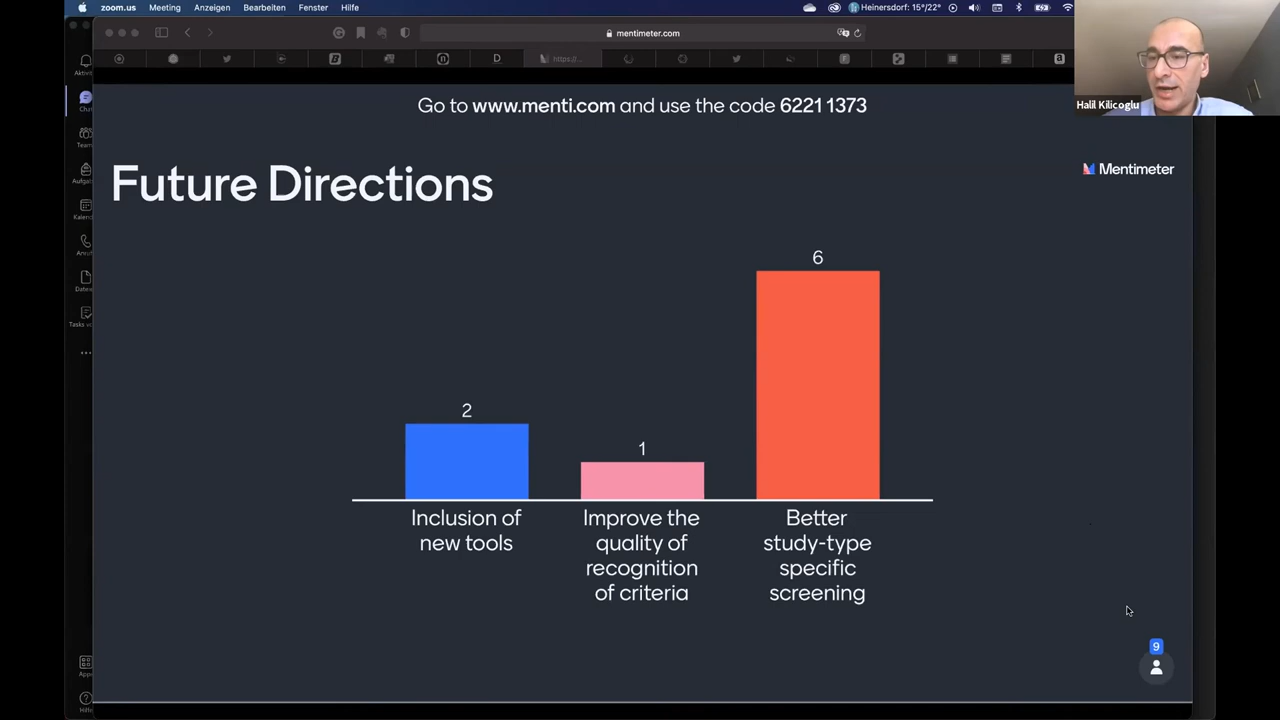 zoom.us Meeting Anzeigen Bearbeiten Fenster Hilfe Heinersdorf: 15°/22°
mentimeter.com
https://...
Halil Kilicoglu
Go to www.menti.com and use the code 6221 1373
Future Directions
Mentimeter
6
2
1
Inclusion of
new tools
Improve the
quality of
recognition
of criteria
Better
study-type
specific
screening
9